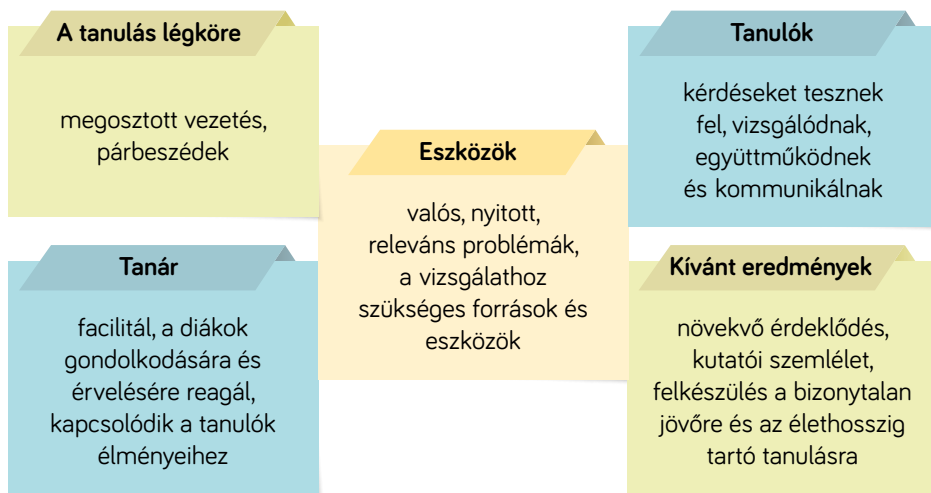 A tanulás légköre
megosztott vezetés,
párbeszédek
Tanár
facilitál, a diákok
gondolkodására és
érvelésére reagál,
kapcsolódik a tanulók
élményeihez
Eszközök
valós, nyitott,
releváns problémák,
a vizsgálathoz
szükséges források és
eszközök
Tanulók
kérdéseket tesznek
fel, vizsgálódnak,
együttműködnek
és kommunikálnak
Kívánt eredmények
növekvő érdeklődés,
kutatói szemlélet,
felkészülés a bizonytalan
jövőre és az élethosszig
tartó tanulásra